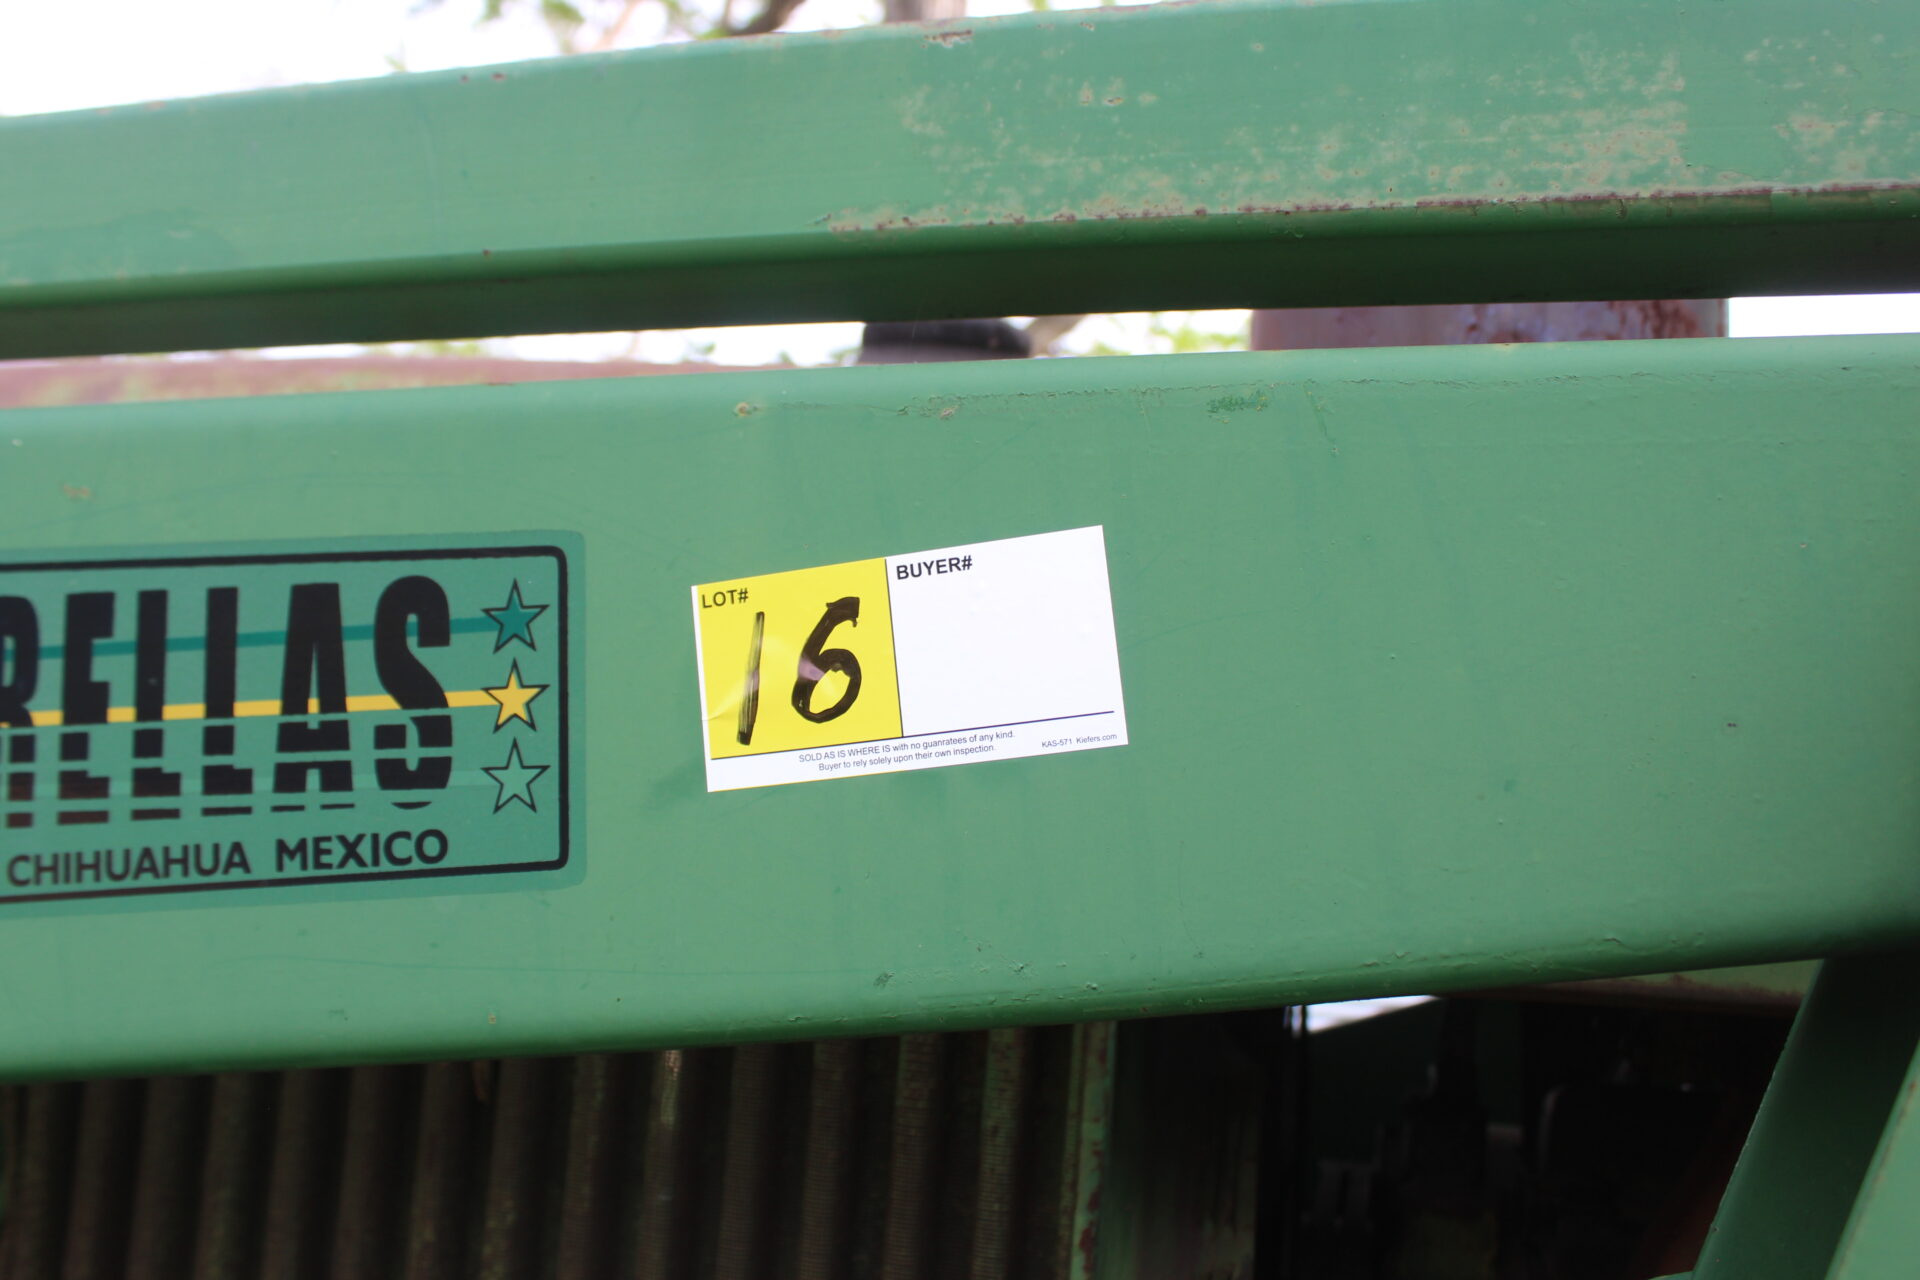 RELLAS
CHIHUAHUA MEXICO
LOT#
16
BUYER#
SOLD AS IS WHERE IS with no guanratees of any kind.
Buyer to rely solely upon their own inspection.
KAS-571 Kiefers.com